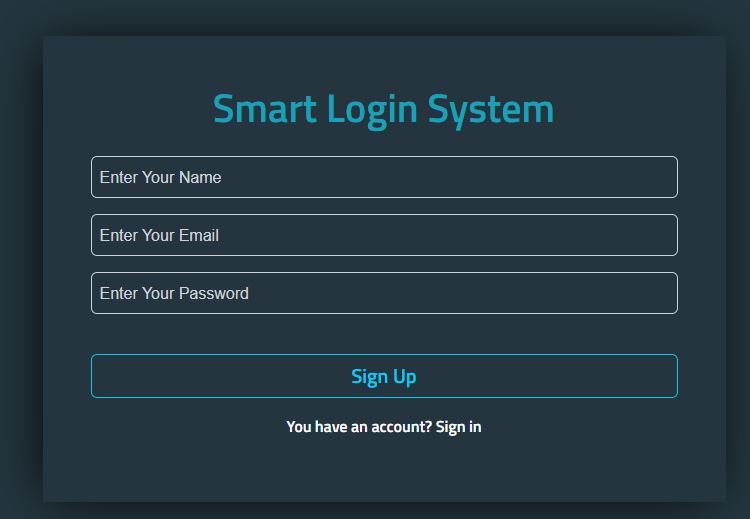 Smart Login System
Enter Your Name
Enter Your Email
Enter Your Password
Sign Up
You have an account? Sign in